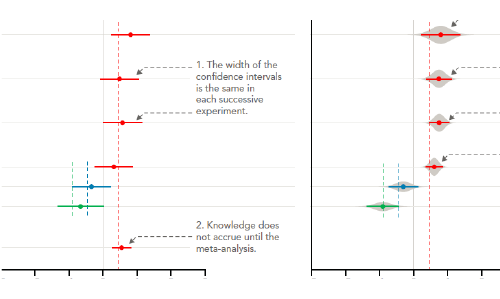 1. The width of the
confidence intervals
is the same in
each successive
experiment.
2. Knowledge does
not accrue until the
meta-analysis.